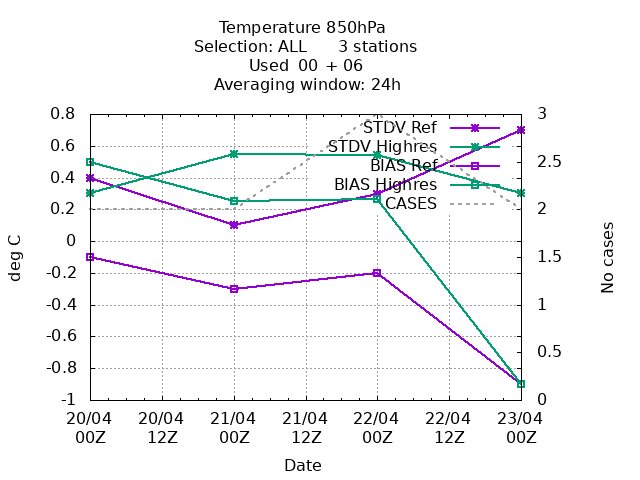 Temperature 850hPa
Selection: ALL 3 stations
Used 00 + 06
Averaging window: 24h
0.8
0.6
0.4
0.2
0
-0.2
-0.4
-0.6
-0.8
-1
deg C
3
2.5
2
1.5
1
0.5
0
No cases
STDV Ref
STDV Highres
BIAS Ref
BIAS Highres
CASES
20/04 20/04 21/04 21/04 22/04 22/04 23/04
00Z 12Z 00Z 12Z 00Z 12Z 00Z
Date